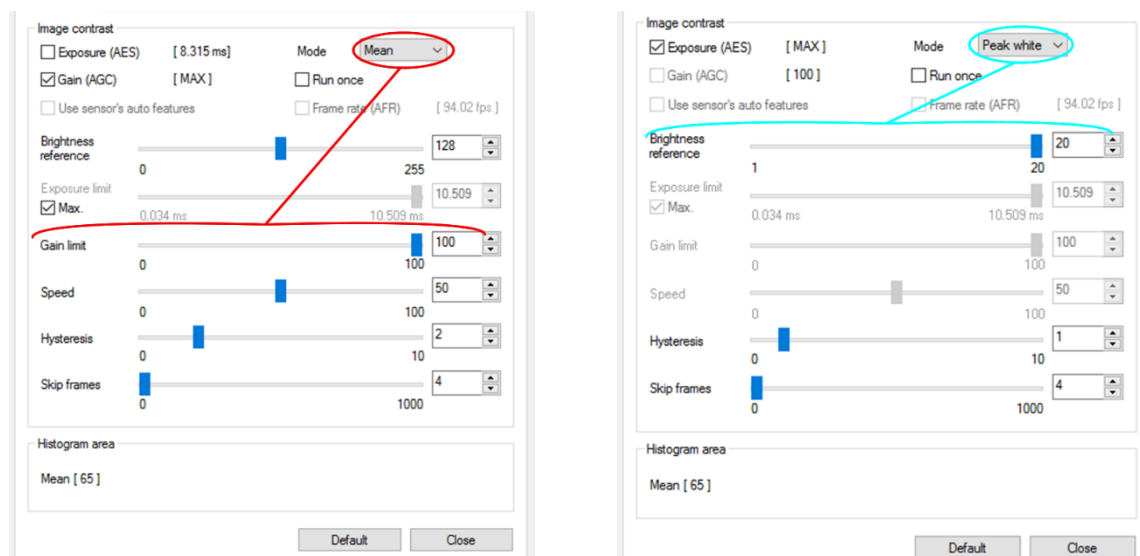 Image contrast
Exposure (AES) [ 8.315 ms] Mode Mean
Gain (AGC) [ MAX ] Run once
Use sensor's auto features Frame rate (AFR) [ 94.02 fps ]
Brightness
reference 128
0 255
Exposure limit 10.509
Max.
0.034 ms 10.509 ms
Gain limit 100
0 100
Speed 50
0 100
Hysteresis 2
0 10
Skip frames 4
0 1000
Histogram area
Mean [ 65 ]
Default Close
Image contrast
Exposure (AES) [ MAX ] Mode Peak white
Gain (AGC) [ 100 ] Run once
Use sensor's auto features Frame rate (AFR) [ 94.02 fps ]
Brightness
reference 20
1 20
Exposure limit 10.509
Max.
0.034 ms 10.509 ms
Gain limit 100
0 100
Speed 50
0 100
Hysteresis 1
0 10
Skip frames 4
0 1000
Histogram area
Mean [ 65 ]
Default Close